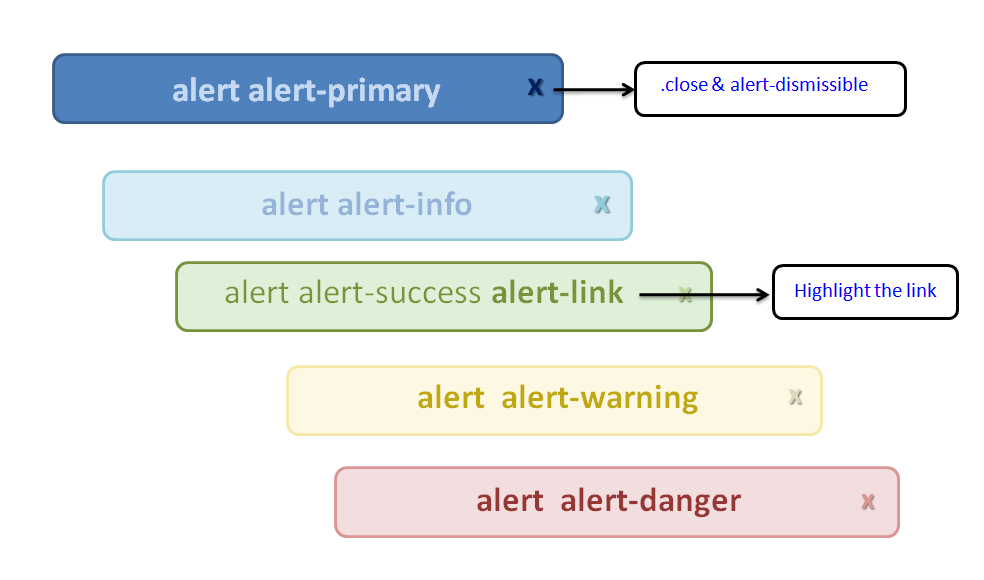 alert alert-primary x
.close & alert-dismissible
alert alert-info x
alert alert-success alert-link x
Highlight the link
alert alert-warning x
alert alert-danger x